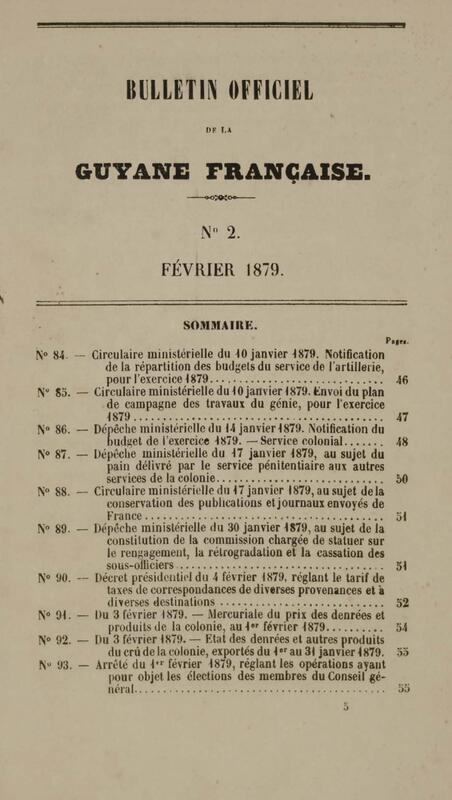 BULLETIN OFFICIEL
DE LA
GUYANE FRANÇAISE.
N° 2.
FÉVRIER 1879.
SOMMAIRE.
Pages.
N° 84. — Circulaire ministérielle du 10 janvier 1879. Notification
de la répartition des budgets du service de l'artillerie,
pour l'exercice 1879.............................. 46
N° 85. — Circulaire ministérielle du 10 janvier 1879. Envoi du plan
de campagne des travaux du génie, pour l'exercice
1879............................................. 47
N° 86. — Dépêche ministérielle du 14 janvier 1879. Notification du
budget de l'exercice 1879. — Service colonial....... 48
N° 87. — Dépêche ministérielle du 17 janvier 1879, au sujet du
pain délivré par le service pénitentiaire aux autres
services de la colonie............................. 50
N° 88. — Circulaire ministérielle du 17 janvier 1879, au sujet de la
conservation des publications et journaux envoyés de
France........................................... 51
N° 89. — Dépêche ministérielle du 30 janvier 1879, au sujet de la
constitution de la commission chargée de statuer sur
le rengagement, la rétrogradation et la cassation des
sous-officiers..................................... 51
N° 90. — Décret présidentiel du 4 février 1879, réglant le tarif de
taxes de correspondances de diverses provenances et à
diverses destinations............................. 52
N° 91. — Du 3 février 1879. — Mercuriale du prix des denrées et
produits de la colonie, au 1er février 1879.......... 54
N° 92. — Du 3 février 1879. — Etat des denrées et autres produits
du crû de la colonie, exportés du 1er au 31 janvier 1879. 55
N° 93. — Arrêté du 1er février 1879, réglant les opérations ayant
pour objet les élections des membres du Conseil gé-
néral............................................ 55
5